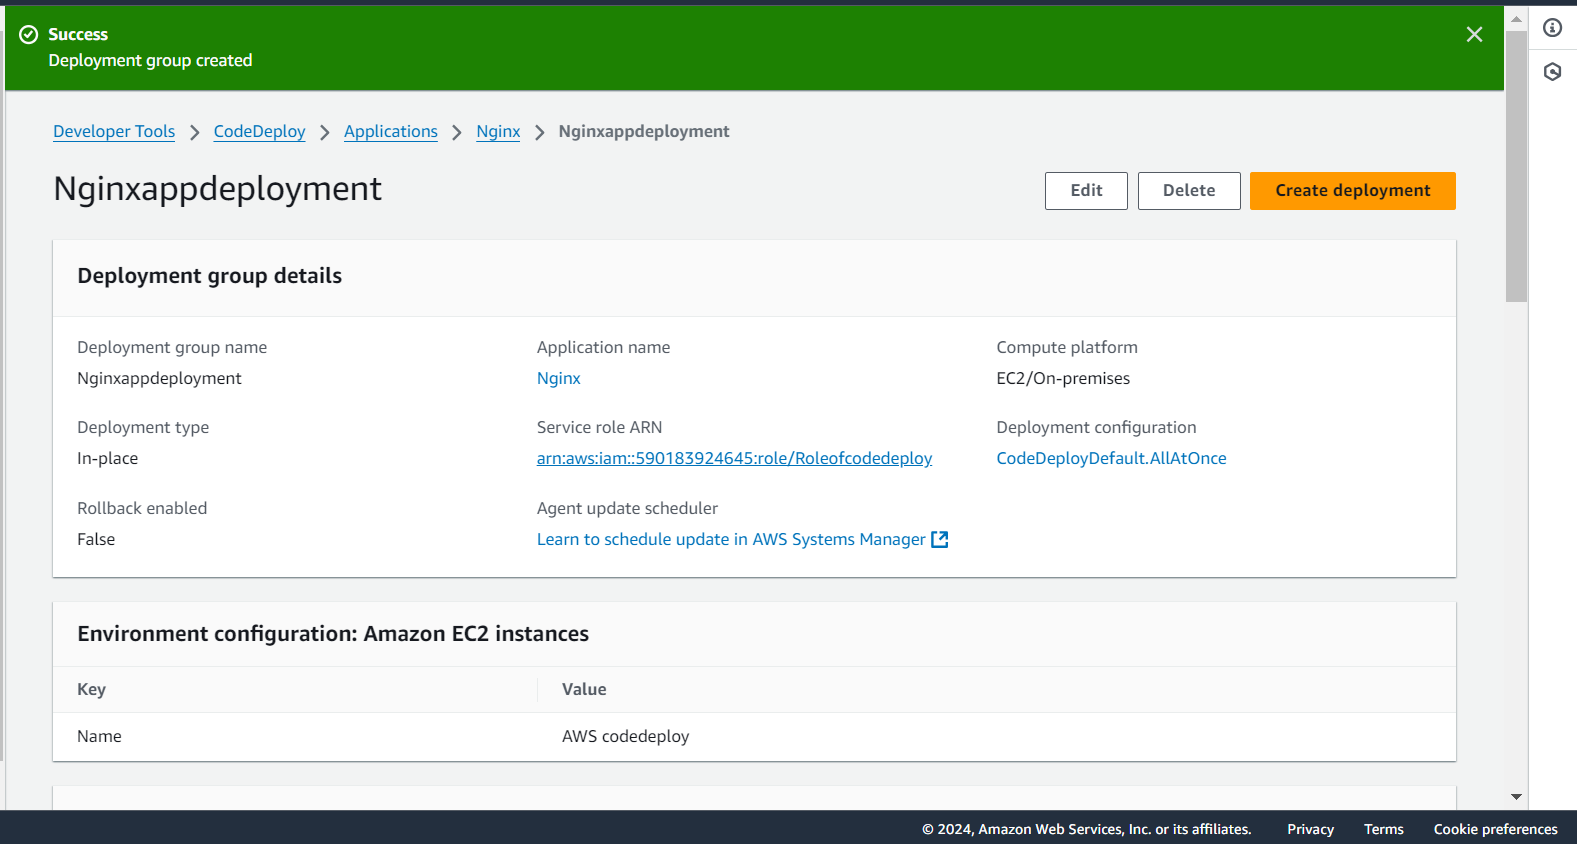 Success
Deployment group created
Developer Tools > CodeDeploy > Applications > Nginx > Nginxappdeployment
Nginxappdeployment
Edit Delete Create deployment
Deployment group details
Deployment group name Application name Compute platform
Nginxappdeployment Nginx EC2/On-premises
Deployment type Service role ARN Deployment configuration
In-place arn:aws:iam::590183924645:role/Roleofcodedeploy CodeDeployDefault.AllAtOnce
Rollback enabled Agent update scheduler
False Learn to schedule update in AWS Systems Manager
Environment configuration: Amazon EC2 instances
Key Value
Name AWS codedeploy
© 2024, Amazon Web Services, Inc. or its affiliates. Privacy Terms Cookie preferences